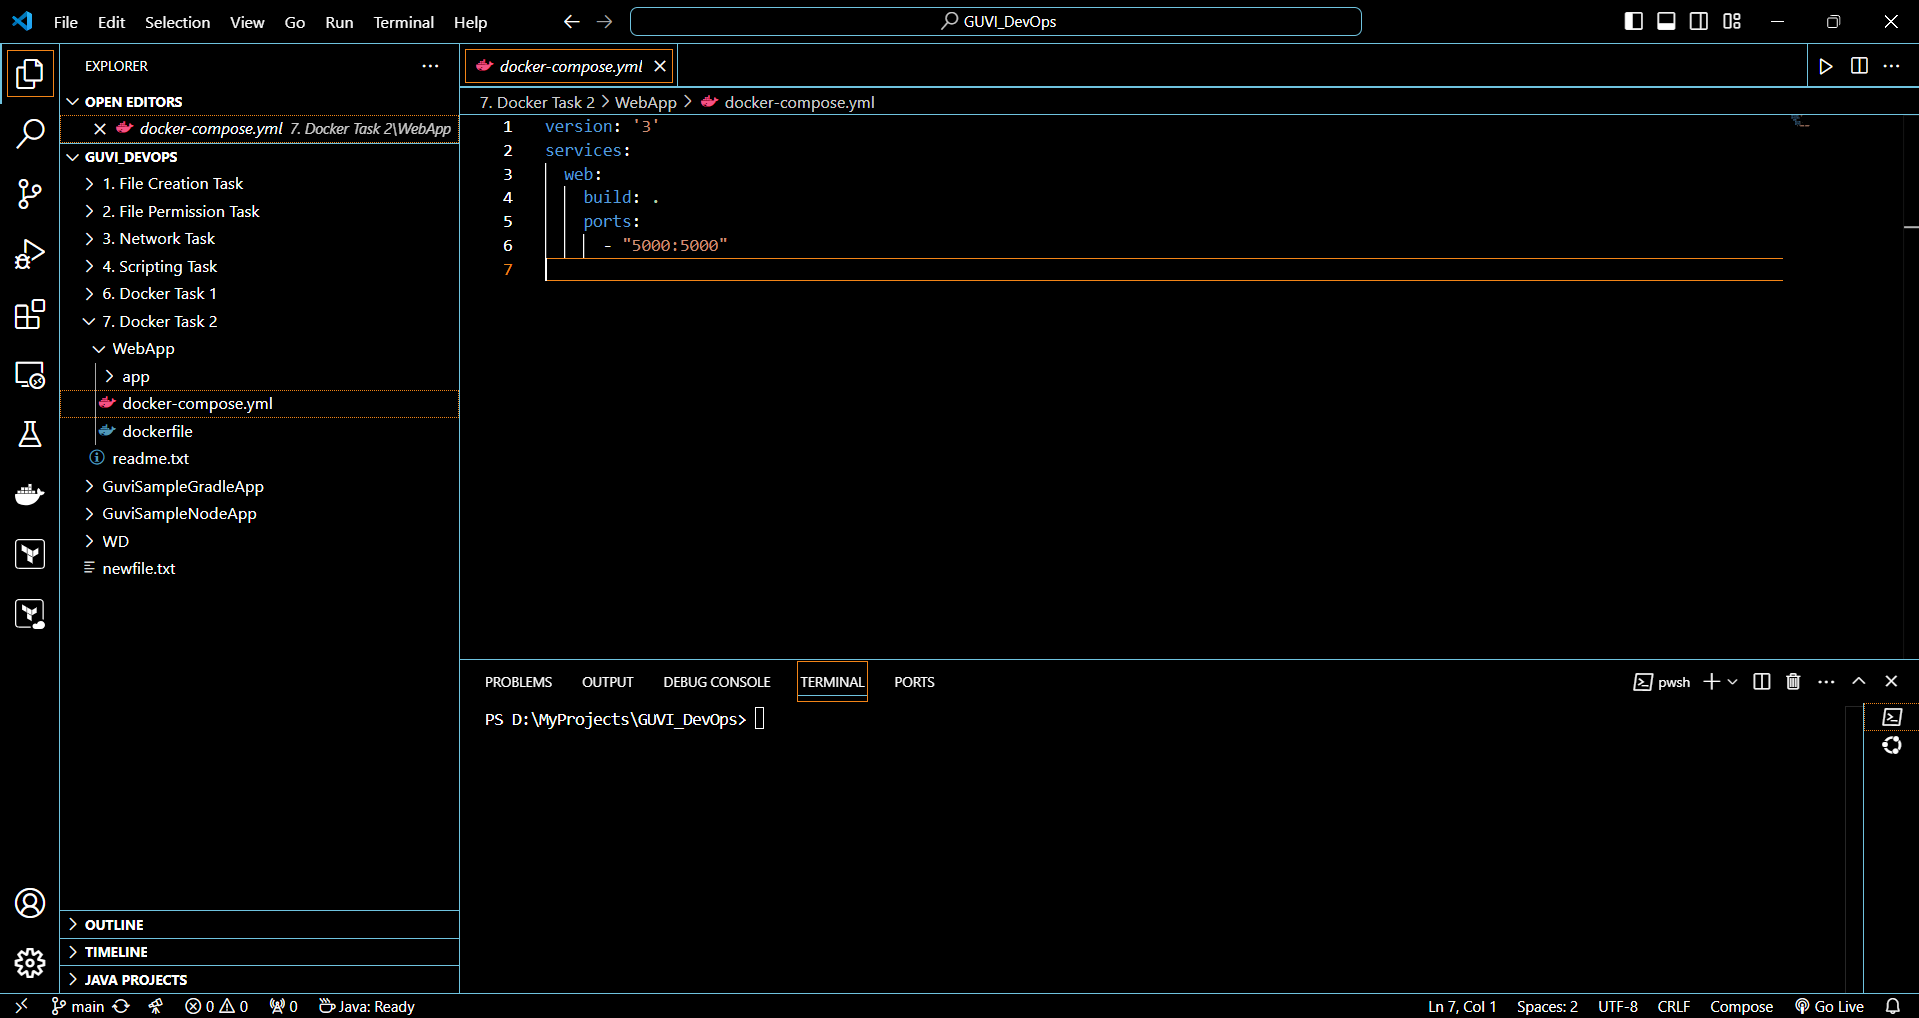 File Edit Selection View Go Run Terminal Help GUVI_DevOps
EXPLORER
OPEN EDITORS
docker-compose.yml 7. Docker Task 2\WebApp
GUVI_DEVOPS
1. File Creation Task
2. File Permission Task
3. Network Task
4. Scripting Task
6. Docker Task 1
7. Docker Task 2
WebApp
app
docker-compose.yml
dockerfile
readme.txt
GuviSampleGradleApp
GuviSampleNodeApp
WD
newfile.txt
OUTLINE
TIMELINE
JAVA PROJECTS
docker-compose.yml
7. Docker Task 2 > WebApp > docker-compose.yml
1 version: '3'
2 services:
3 web:
4 build: .
5 ports:
6 - "5000:5000"
7
PROBLEMS OUTPUT DEBUG CONSOLE TERMINAL PORTS pwsh
PS D:\MyProjects\GUVI_DevOps>
main 0 0 0 Java: Ready Ln 7, Col 1 Spaces: 2 UTF-8 CRLF Compose Go Live